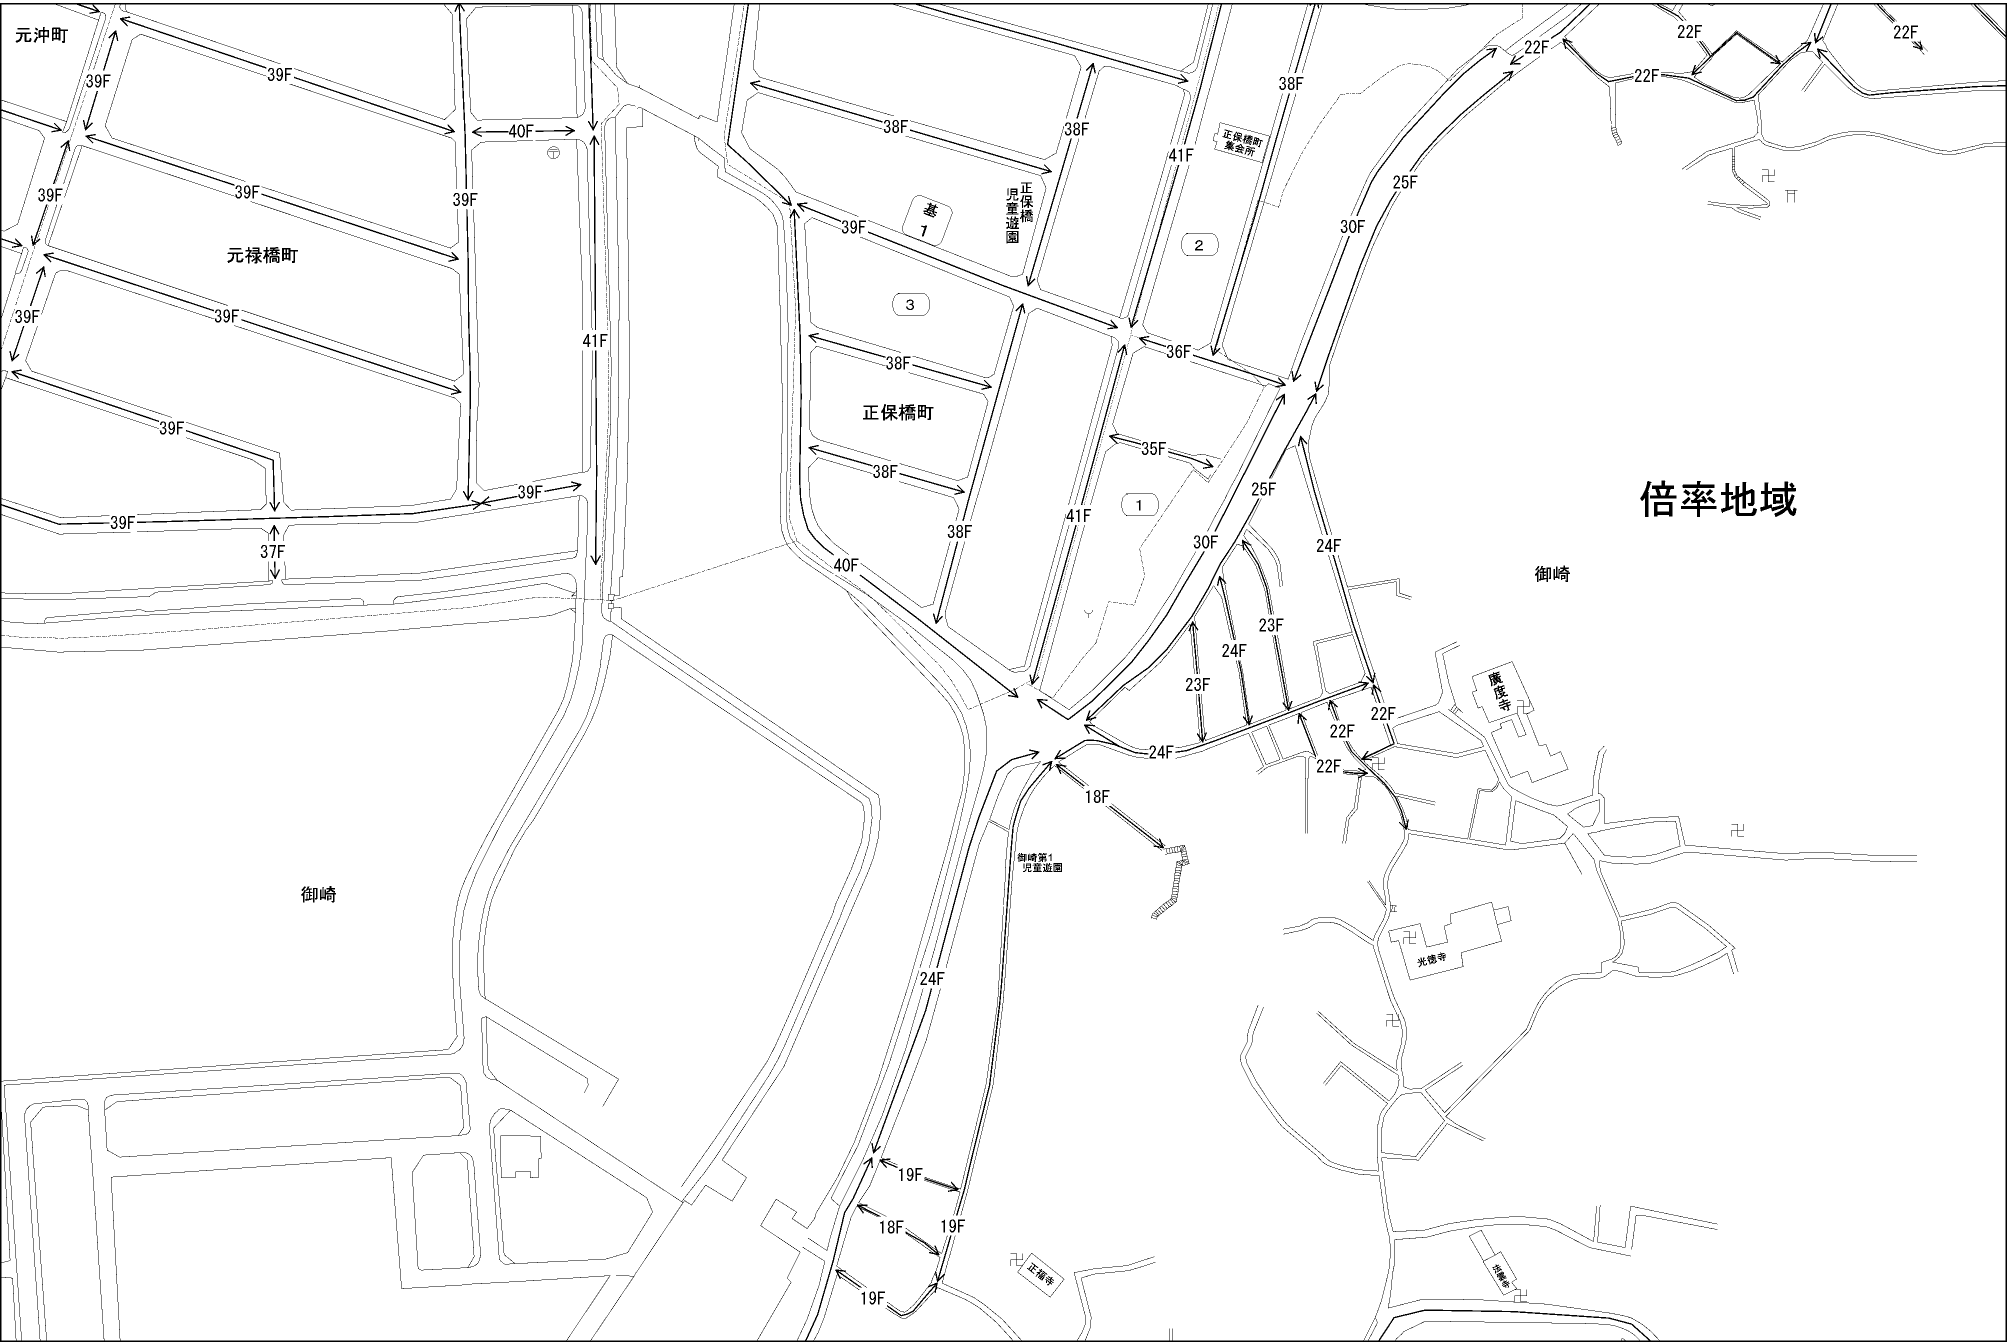 元沖町
39F
39F
40F
39F
39F
39F
39F
元禄橋町
39F
39F
41F
39F
39F
39F
37F
38F
38F
38F
41F
正保橋町
集会所
正保橋
児童遊園
基
1
39F
2
3
38F
36F
正保橋町
38F
35F
1
41F
38F
40F
22F
22F
22F
22F
25F
30F
倍率地域
御崎
25F
30F
24F
23F
24F
23F
22F
22F
22F
24F
廣度寺
18F
御崎第1
児童遊園
御崎
24F
光徳寺
19F
18F
19F
19F
正福寺